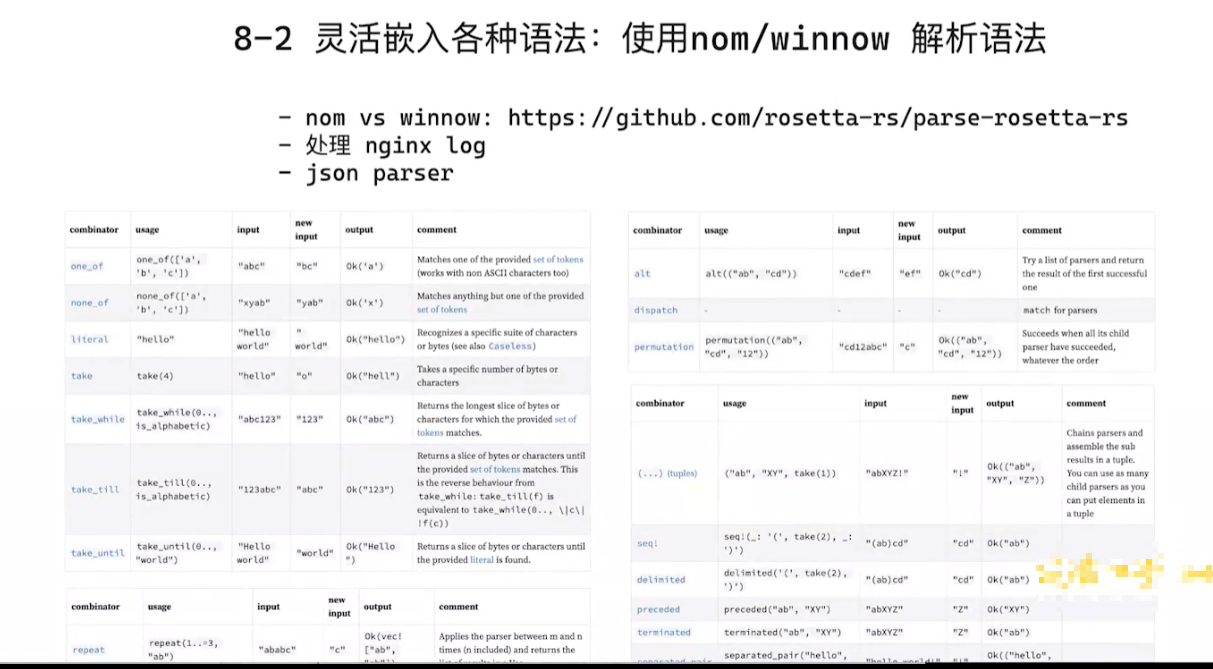 8-2 灵活嵌入各种语法：使用nom/winnow 解析语法
- nom vs winnow: https://github.com/rosetta-rs/parse-rosetta-rs
- 处理 nginx log
- json parser
combinator usage input new input output comment
one_of one_of(['a', 'b', 'c']) "abc" "bc" Ok('a') Matches one of the provided set of tokens (works with non ASCII characters too)
none_of none_of(['a', 'b', 'c']) "xyab" "yab" Ok('x') Matches anything but one of the provided set of tokens
literal "hello" "hello world" " world" Ok("hello") Recognizes a specific suite of characters or bytes (see also Caseless)
take take(4) "hello" "o" Ok("hell") Takes a specific number of bytes or characters
take_while take_while(0.., is_alphabetic) "abc123" "123" Ok("abc") Returns the longest slice of bytes or characters for which the provided set of tokens matches.
take_till take_till(0.., is_alphabetic) "123abc" "abc" Ok("123") Returns a slice of bytes or characters until the provided set of tokens matches. This is the reverse behaviour from take_while: take_till(f) is equivalent to take_while(0.., \|c\| !f(c))
take_until take_until(0.., "world") "Hello world" "world" Ok("Hello ") Returns a slice of bytes or characters until the provided literal is found.
combinator usage input new input output comment
repeat repeat(1..=3, "ab") "ababc" "c" Ok(vec! ["ab", Applies the parser between m and n times (n included) and returns the
combinator usage input new input output comment
alt alt(("ab", "cd")) "cdef" "ef" Ok("cd") Try a list of parsers and return the result of the first successful one
dispatch - - - - match for parsers
permutation permutation(("ab", "cd", "12")) "cd12abc" "c" Ok(("ab", "cd", "12")) Succeeds when all its child parser have succeeded, whatever the order
combinator usage input new input output comment
(...) (tuples) ("ab", "XY", take(1)) "abXYZ!" "!" Ok(("ab", "XY", "Z")) Chains parsers and assemble the sub results in a tuple. You can use as many child parsers as you can put elements in a tuple
seq! seq!(_: '(', take(2), _: ')') "(ab)cd" "cd" Ok("ab")
delimited delimited('(', take(2), ')') "(ab)cd" "cd" Ok("ab")
preceded preceded("ab", "XY") "abXYZ" "Z" Ok("XY")
terminated terminated("ab", "XY") "abXYZ" "Z" Ok("ab")
separated_pair separated_pair("hello", "hello world!" "!" Ok(("hello",